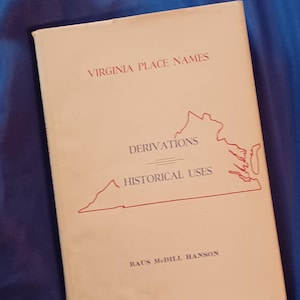 VIRGINIA PLACE NAMES
DERIVATIONS
HISTORICAL USES
RAUS McDILL HANSON